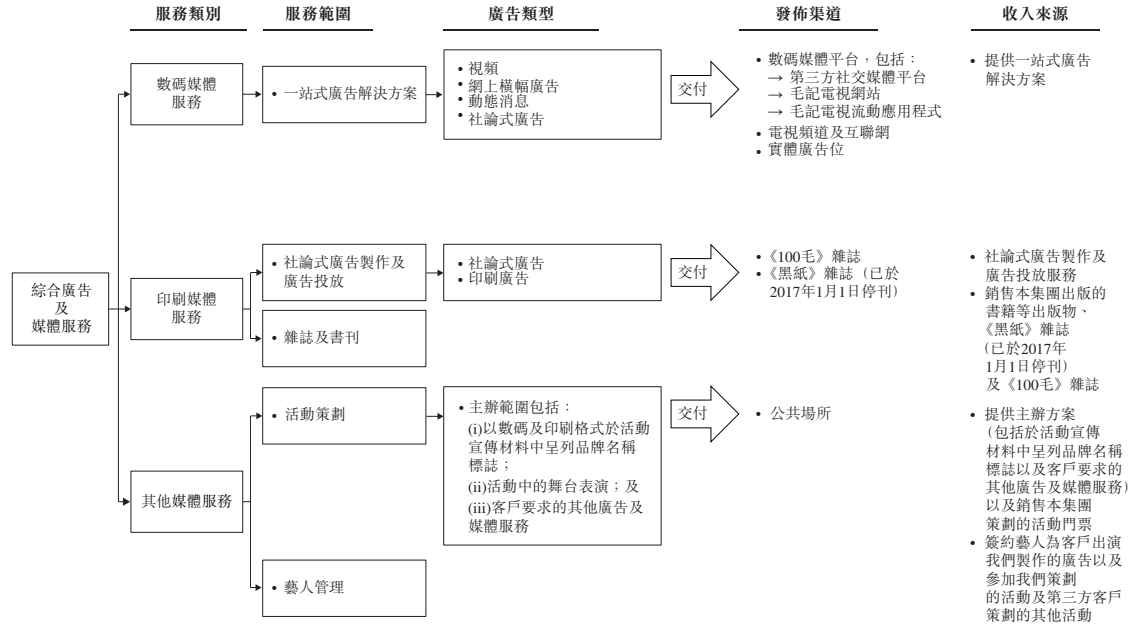 服務類別
服務範圍
廣告類型
發佈渠道
收入來源
綜合廣告
及
媒體服務
數碼媒體
服務
• 一站式廣告解決方案
• 視頻
• 網上橫幅廣告
• 動態消息
• 社論式廣告
交付
• 數碼媒體平台，包括：
→ 第三方社交媒體平台
→ 毛記電視網站
→ 毛記電視流動應用程式
• 電視頻道及互聯網
• 實體廣告位
• 提供一站式廣告
解決方案
印刷媒體
服務
• 社論式廣告製作及
廣告投放
• 雜誌及書刊
• 社論式廣告
• 印刷廣告
交付
• 《100毛》雜誌
• 《黑紙》雜誌（已於
2017年1月1日停刊）
• 社論式廣告製作及
廣告投放服務
• 銷售本集團出版的
書籍等出版物、
《黑紙》雜誌
（已於2017年
1月1日停刊）
及《100毛》雜誌
其他媒體服務
• 活動策劃
• 藝人管理
• 主辦範圍包括：
(i)以數碼及印刷格式於活動
宣傳材料中呈列品牌名稱
標誌；
(ii)活動中的舞台表演；及
(iii)客戶要求的其他廣告及
媒體服務
交付
• 公共場所
• 提供主辦方案
（包括於活動宣傳
材料中呈列品牌名稱
標誌以及客戶要求的
其他廣告及媒體服務）
以及銷售本集團
策劃的活動門票
• 簽約藝人為客戶出演
我們製作的廣告以及
參加我們策劃
的活動及第三方客戶
策劃的其他活動